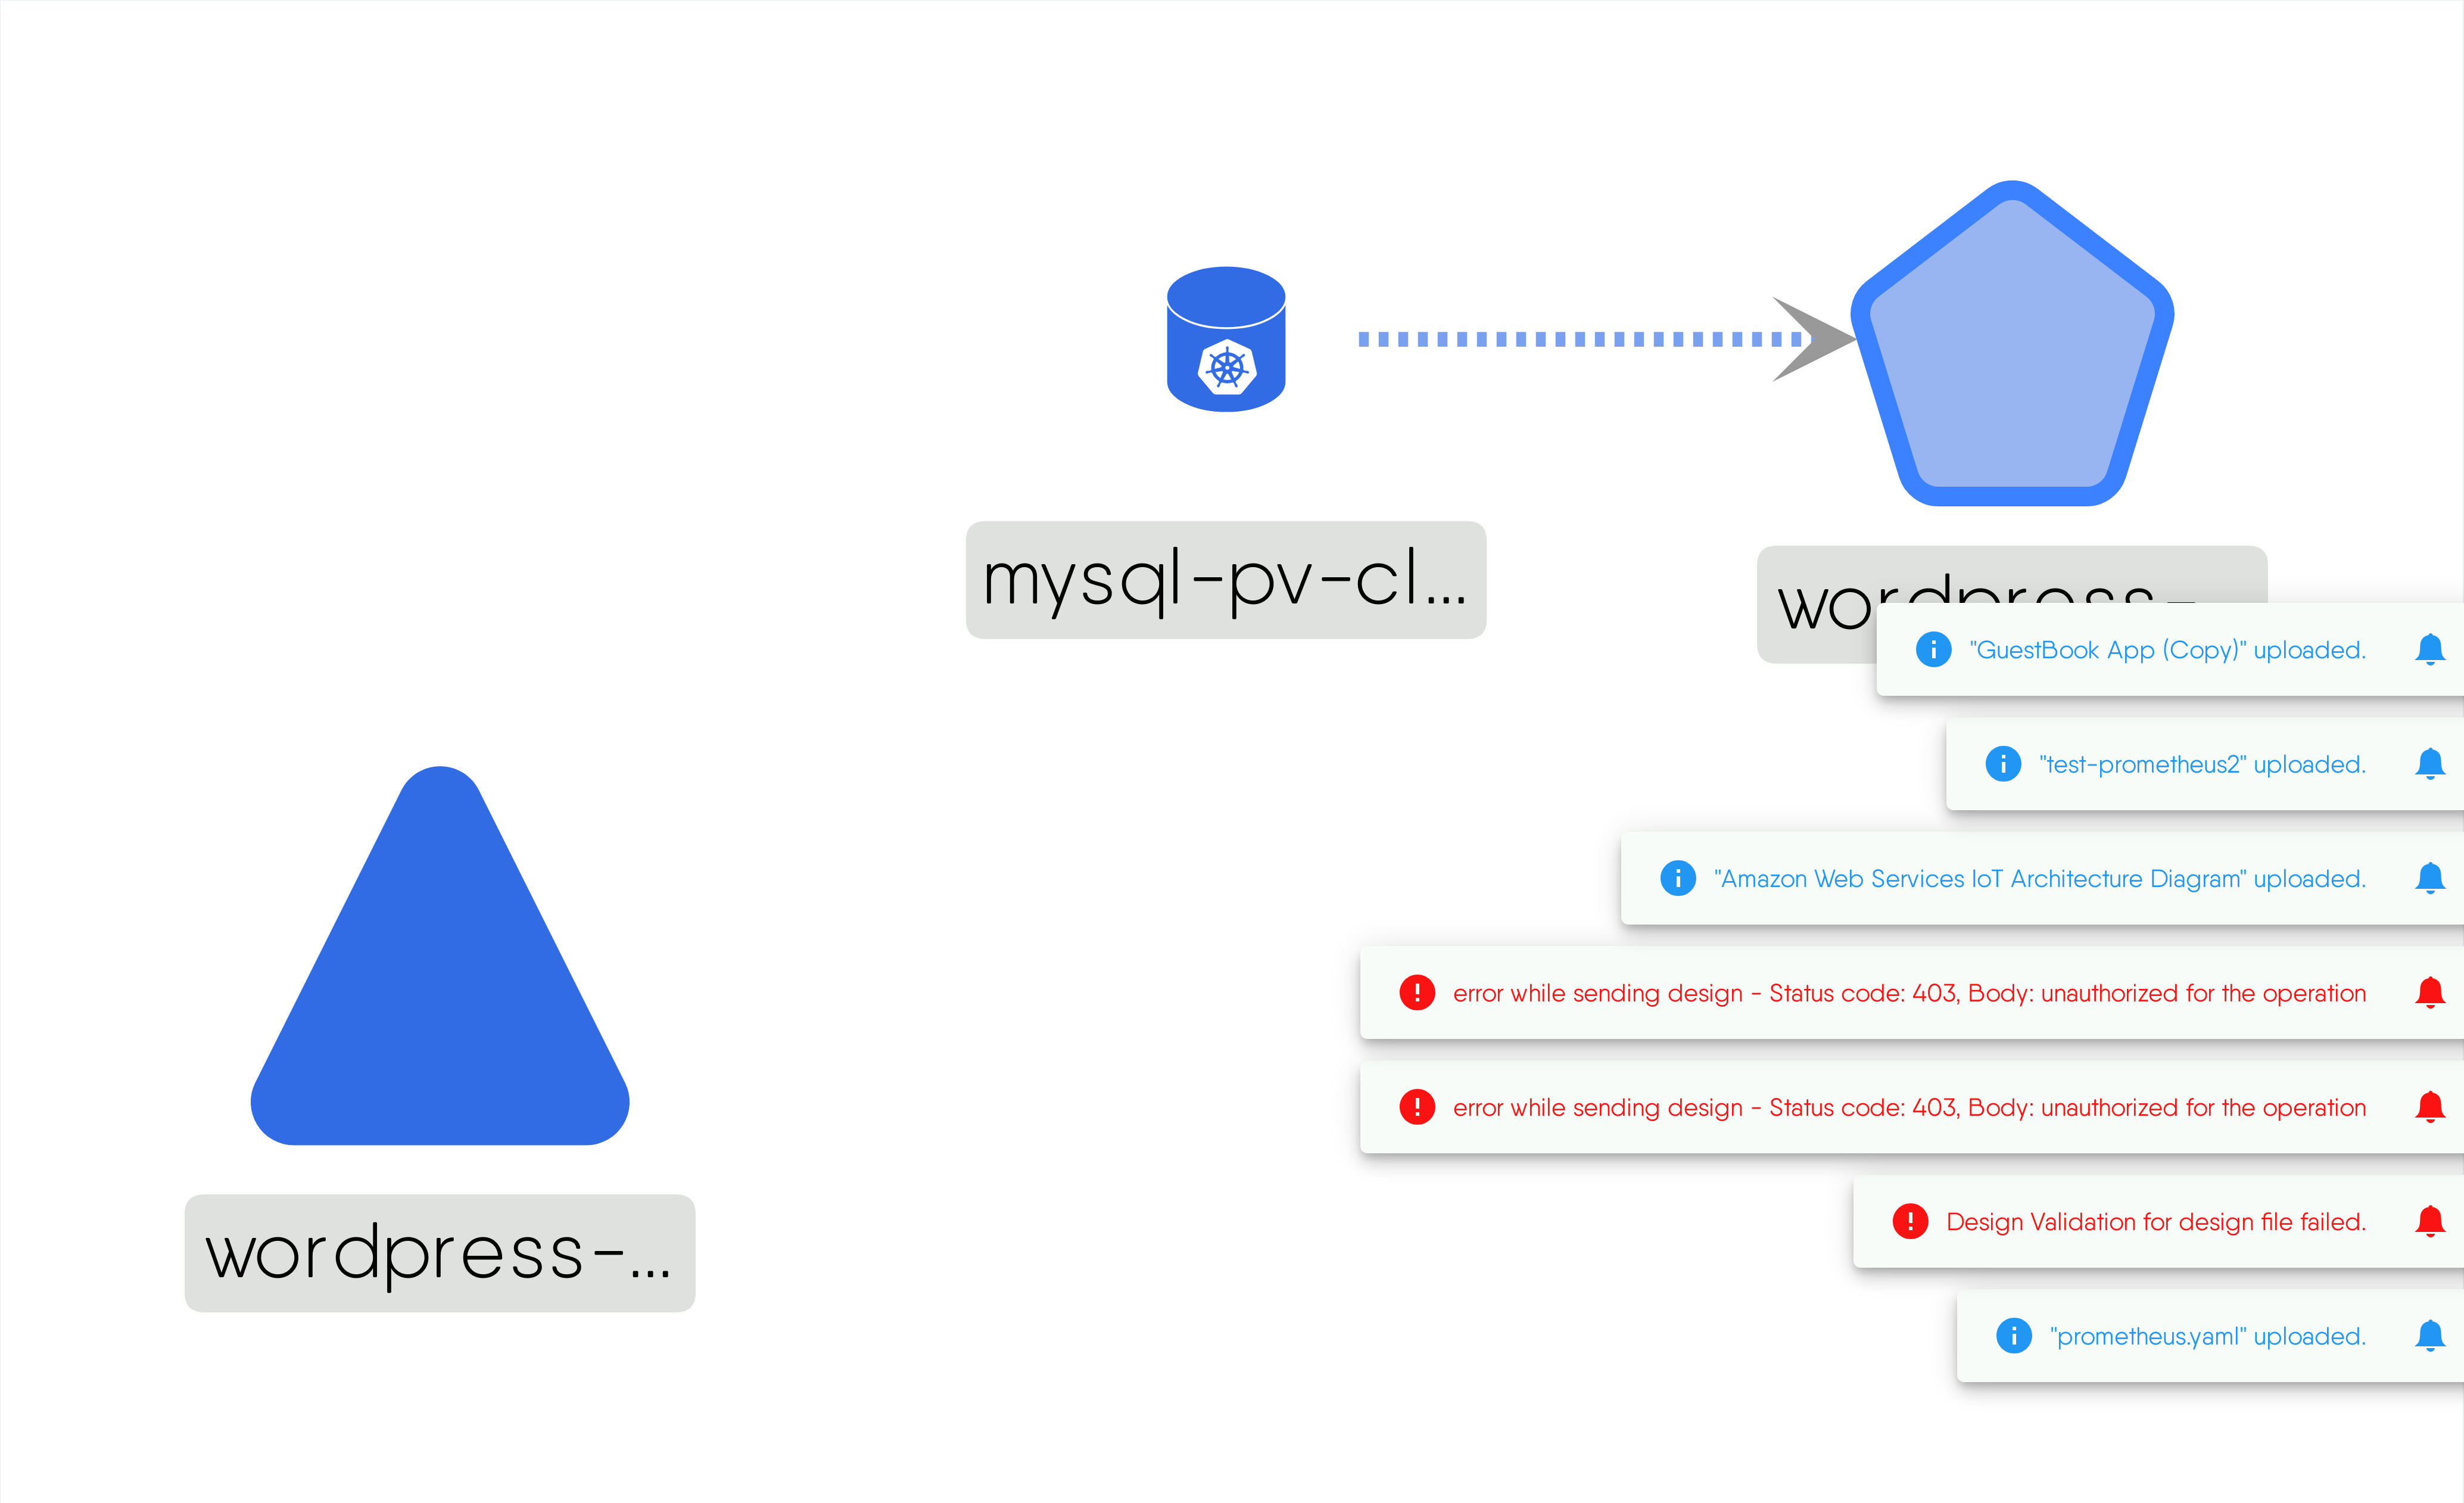 mysql-pv-cl...
wordpress-
"GuestBook App (Copy)" uploaded.
"test-prometheus2" uploaded.
"Amazon Web Services IoT Architecture Diagram" uploaded.
error while sending design - Status code: 403, Body: unauthorized for the operation
error while sending design - Status code: 403, Body: unauthorized for the operation
wordpress-...
Design Validation for design file failed.
"prometheus.yaml" uploaded.